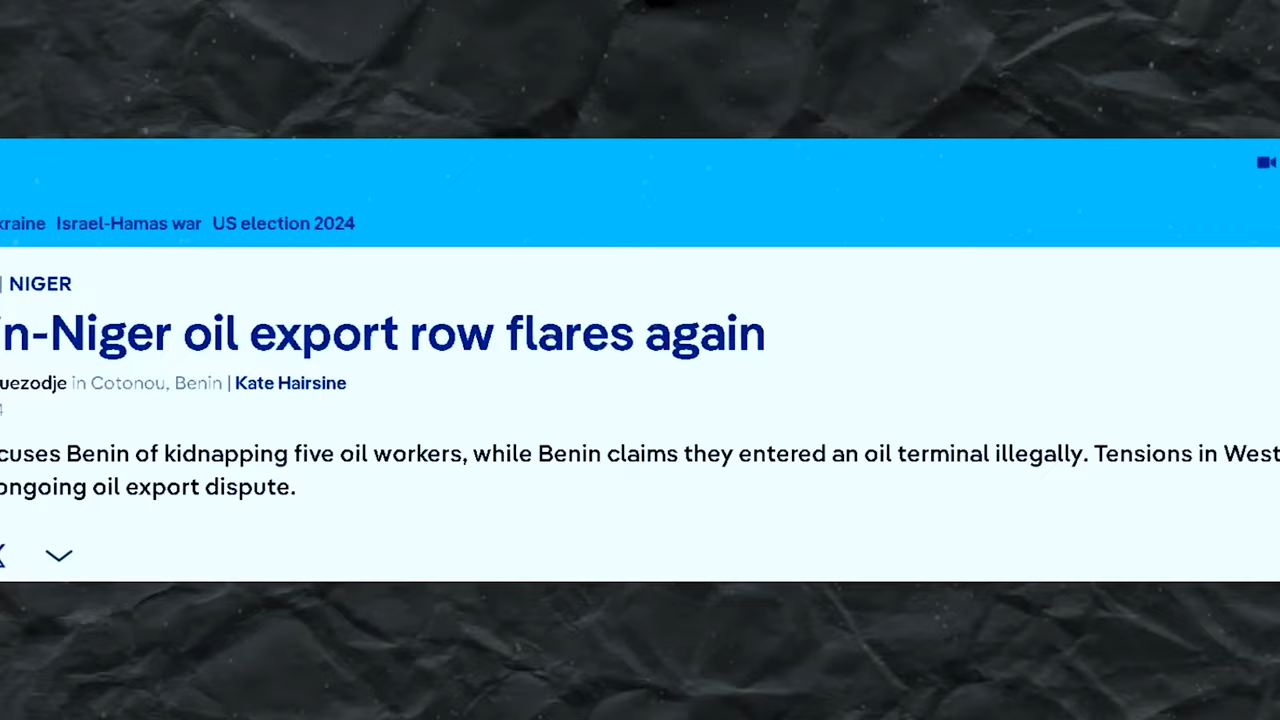 kraine Israel-Hamas war US election 2024
| NIGER
in-Niger oil export row flares again
uezodje in Cotonou, Benin | Kate Hairsine
4
cuses Benin of kidnapping five oil workers, while Benin claims they entered an oil terminal illegally. Tensions in West
ongoing oil export dispute.